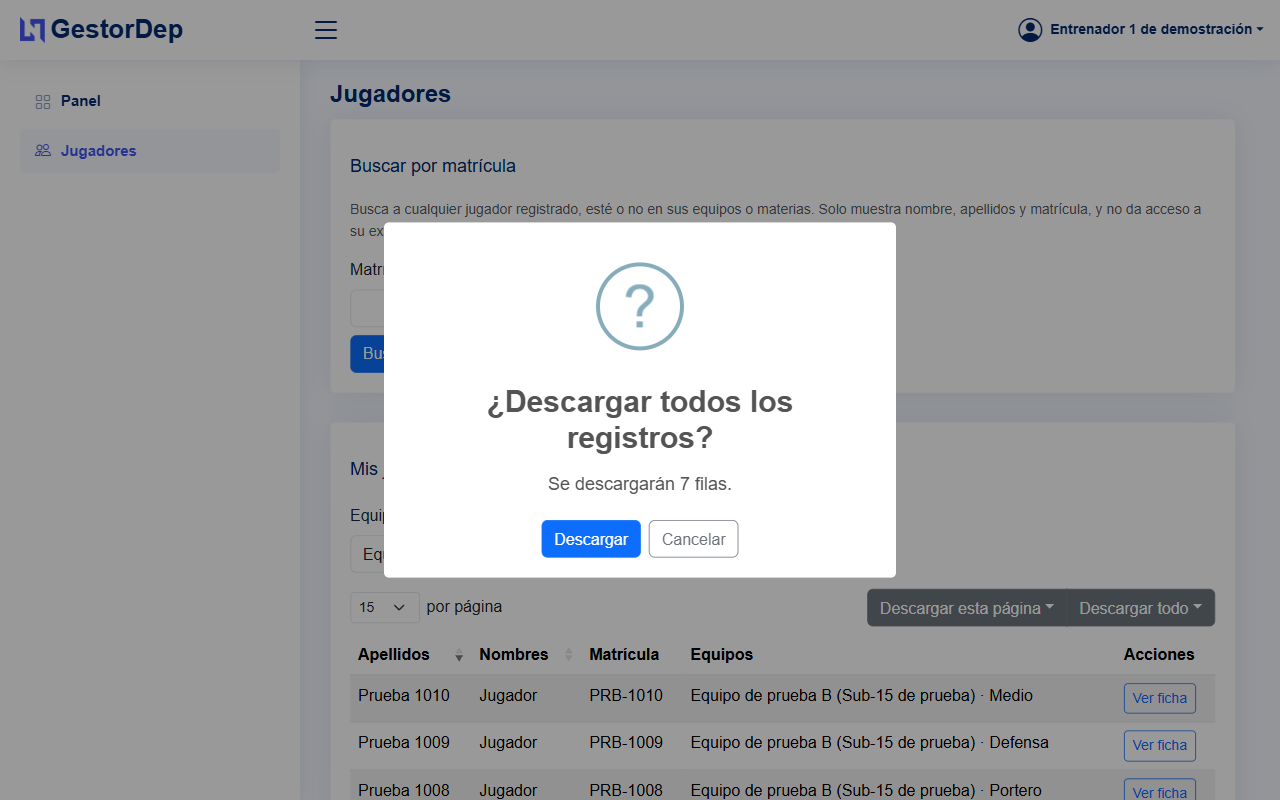 GestorDep
Entrenador 1 de demostración
Panel
Jugadores
Jugadores
Buscar por matrícula
Busca a cualquier jugador registrado, esté o no en sus equipos o materias. Solo muestra nombre, apellidos y matrícula, y no da acceso a
su
?
¿Descargar todos los
registros?
Se descargarán 7 filas.
Descargar Cancelar
Mis
15 por página
Descargar esta página Descargar todo
Apellidos Nombres Matrícula Equipos Acciones
Prueba 1010 Jugador PRB-1010 Equipo de prueba B (Sub-15 de prueba) · Medio Ver ficha
Prueba 1009 Jugador PRB-1009 Equipo de prueba B (Sub-15 de prueba) · Defensa Ver ficha
Prueba 1008 Jugador PRB-1008 Equipo de prueba B (Sub-15 de prueba) · Portero Ver ficha